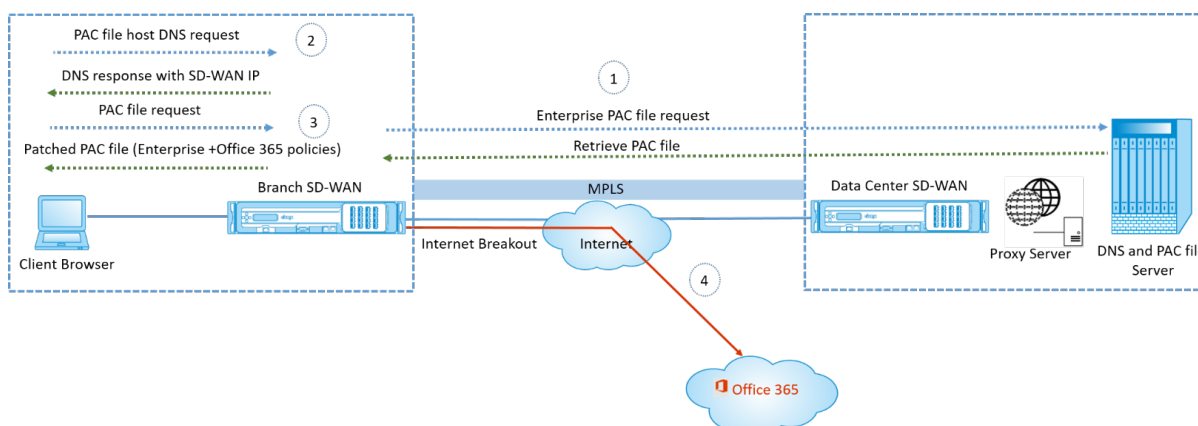 PAC file host DNS request
2
DNS response with SD-WAN IP
PAC file request
3
Patched PAC file (Enterprise +Office 365 policies)
1
Enterprise PAC file request
Retrieve PAC file
Branch SD-WAN
MPLS
Data Center SD-WAN
Client Browser
Internet Breakout
Internet
Proxy Server
DNS and PAC file
Server
4
Office 365